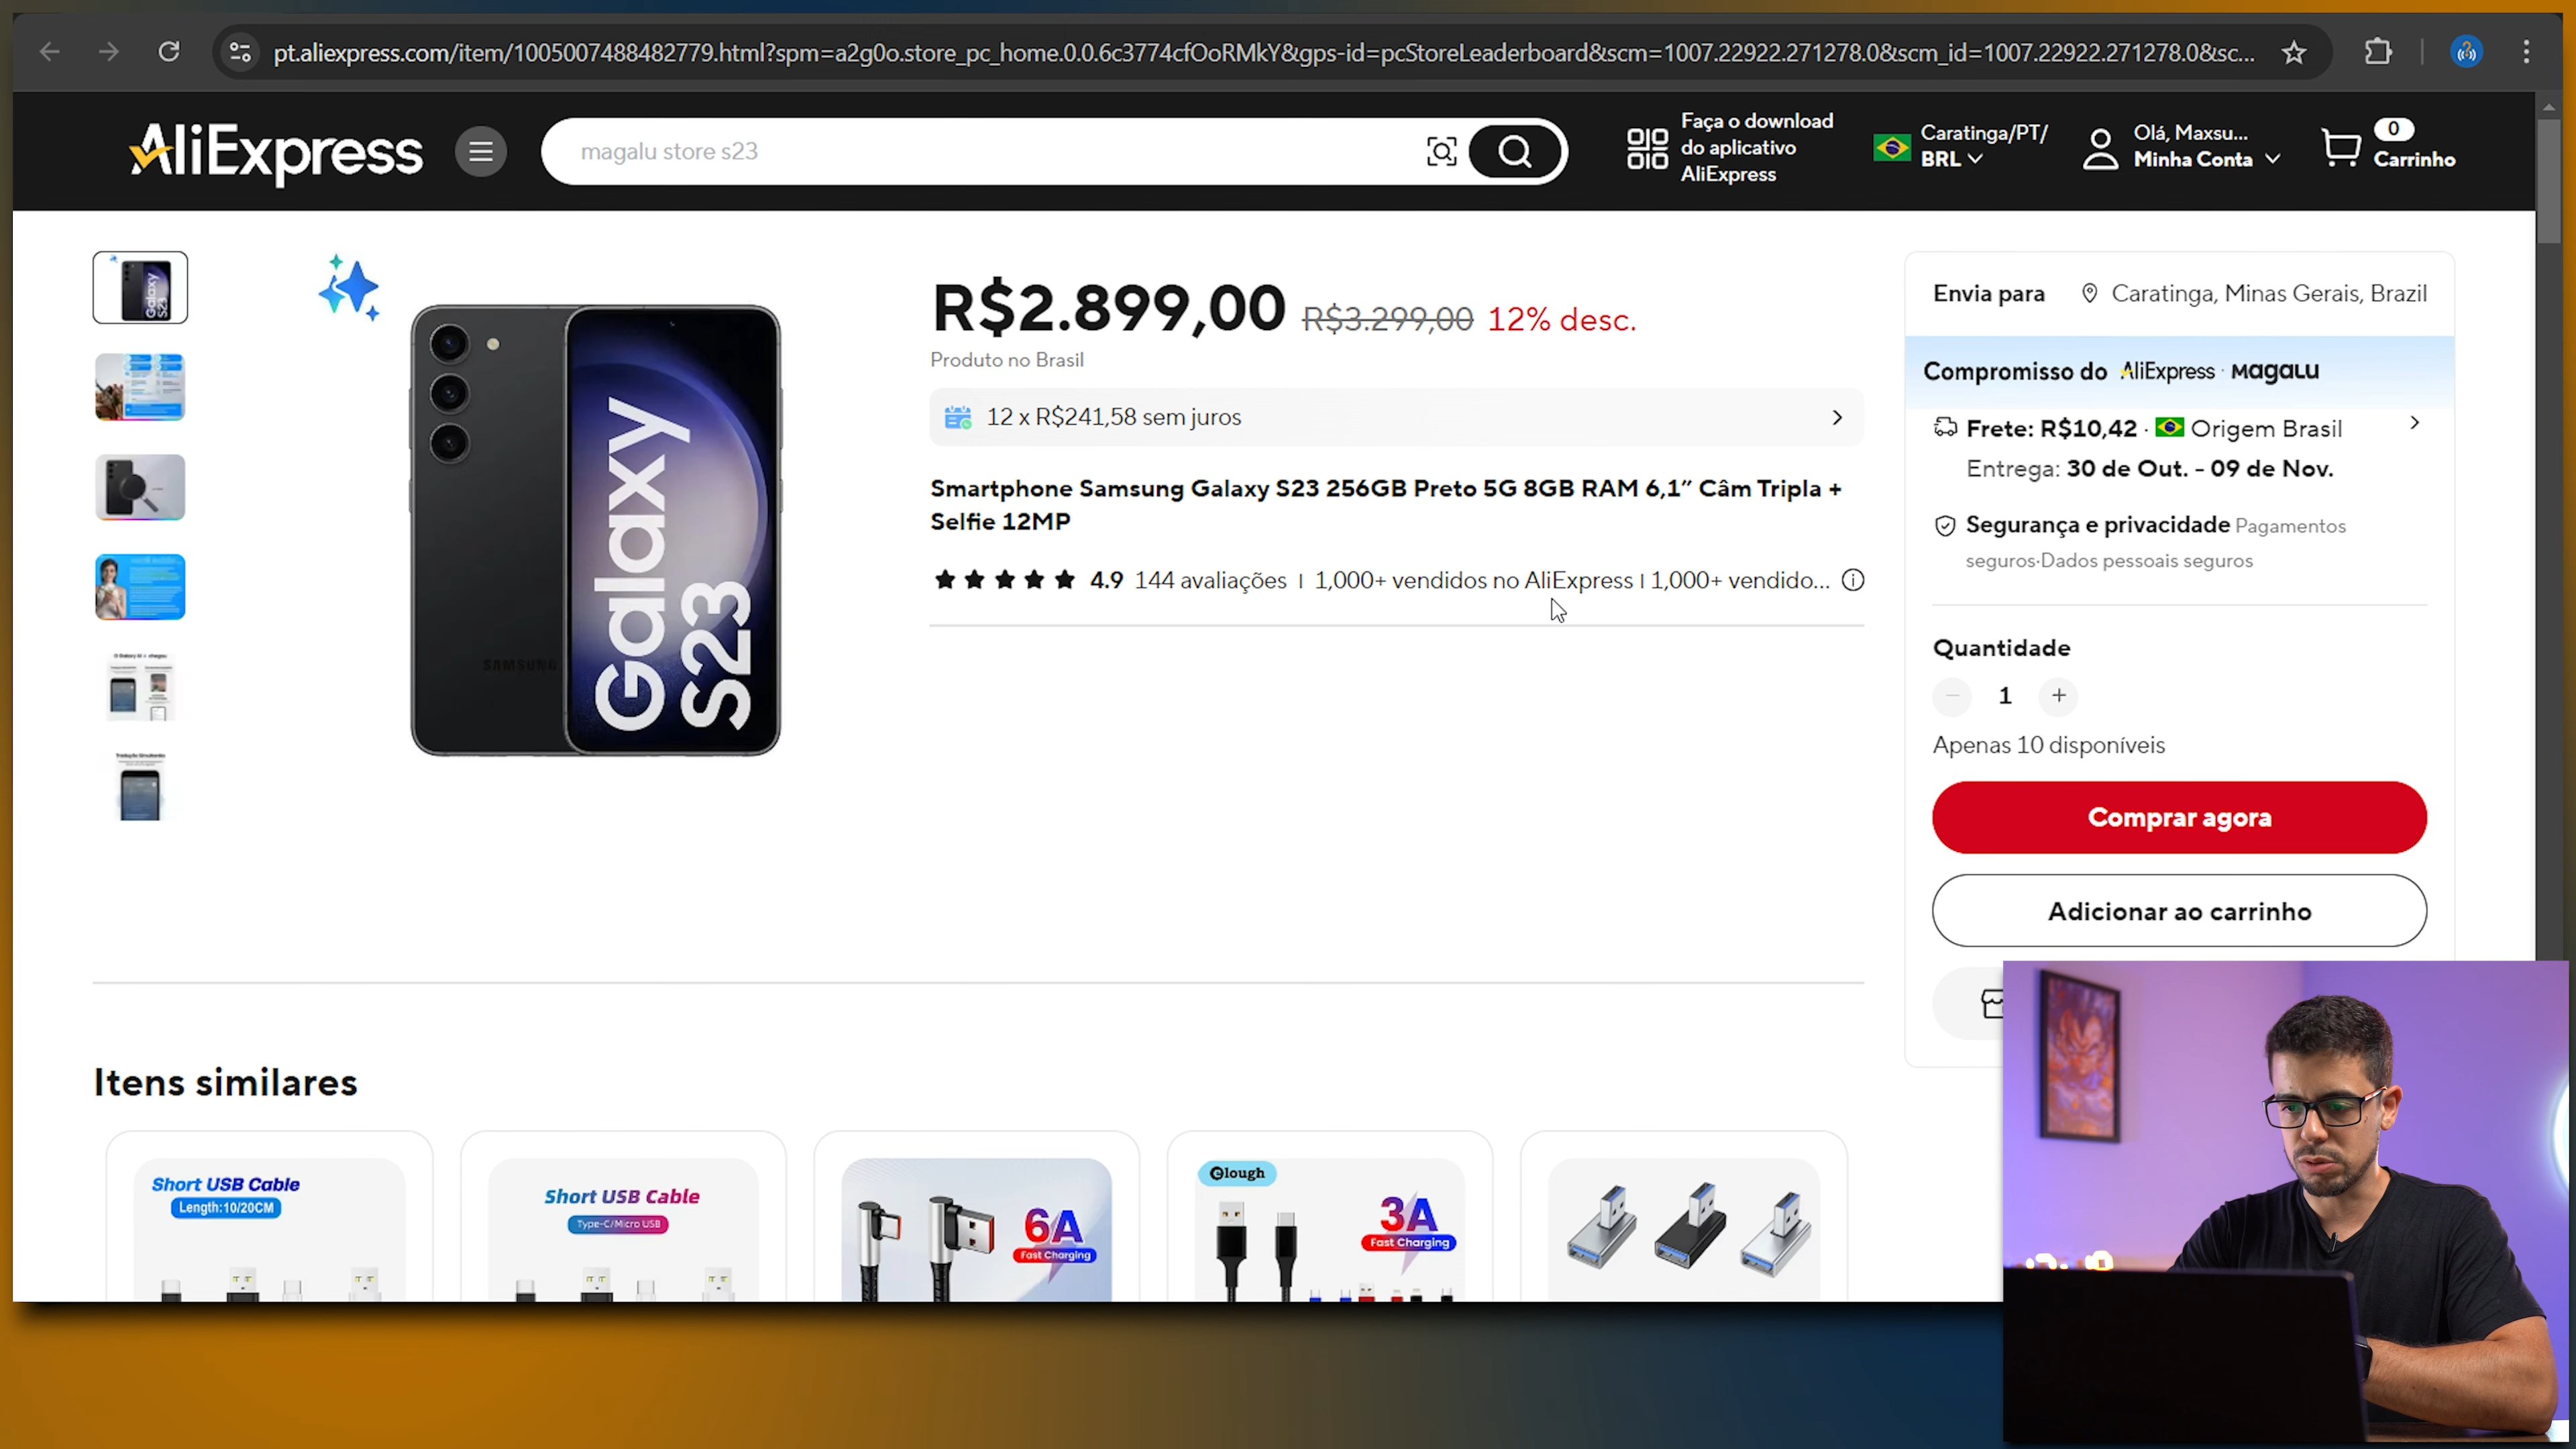 pt.aliexpress.com/item/1005007488482779.html?spm=a2g0o.store_pc_home.0.0.6c3774cfOoRMkY&gps-id=pcStoreLeaderboard&scm=1007.22922.271278.0&scm_id=1007.22922.271278.0&sc...
AliExpress
magalu store s23
Faça o download
do aplicativo
AliExpress
Caratinga/PT/
BRL
Olá, Maxsu...
Minha Conta
0
Carrinho
Galaxy
S23
SAMSUNG
Galaxy
S23
R$2.899,00 R$3.299,00 12% desc.
Produto no Brasil
12 x R$241,58 sem juros
Smartphone Samsung Galaxy S23 256GB Preto 5G 8GB RAM 6,1” Câm Tripla +
Selfie 12MP
4.9 144 avaliações | 1,000+ vendidos no AliExpress | 1,000+ vendido...
Envia para Caratinga, Minas Gerais, Brazil
Compromisso do AliExpress · Magalu
Frete: R$10,42 · Origem Brasil
Entrega: 30 de Out. - 09 de Nov.
Segurança e privacidade Pagamentos
seguros·Dados pessoais seguros
Quantidade
1
Apenas 10 disponíveis
Comprar agora
Adicionar ao carrinho
Itens similares
Short USB Cable
Length:10/20CM
Short USB Cable
Type-C/Micro USB
6A
Fast Charging
elough
3A
Fast Charging